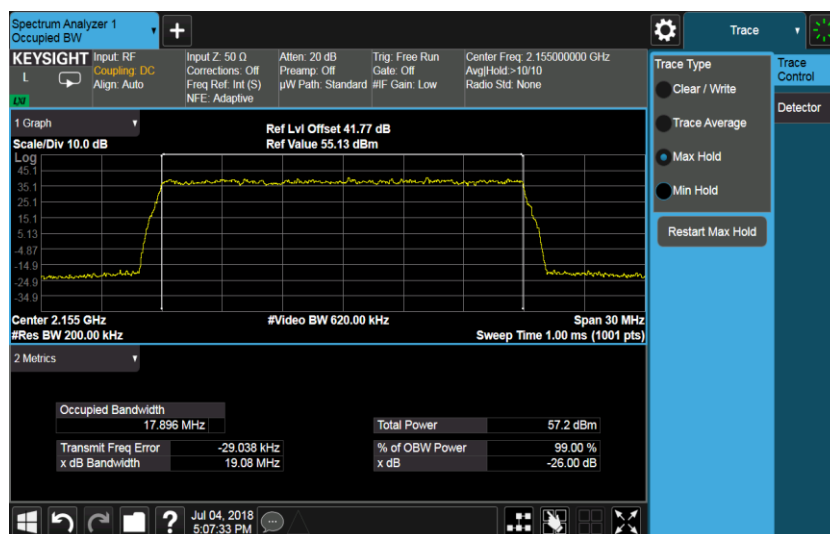 Spectrum Analyzer 1
Occupied BW
KEYSIGHT
L
LXI
Input: RF
Coupling: DC
Align: Auto
Input Z: 50 Ω
Corrections: Off
Freq Ref: Int (S)
NFE: Adaptive
Atten: 20 dB
Preamp: Off
µW Path: Standard
Trig: Free Run
Gate: Off
#IF Gain: Low
Center Freq: 2.155000000 GHz
Avg|Hold:>10/10
Radio Std: None
1 Graph
Scale/Div 10.0 dB
Ref Lvl Offset 41.77 dB
Ref Value 55.13 dBm
Log
45.1
35.1
25.1
15.1
5.13
-4.87
-14.9
-24.9
-34.9
Center 2.155 GHz
#Res BW 200.00 kHz
#Video BW 620.00 kHz
Span 30 MHz
Sweep Time 1.00 ms (1001 pts)
2 Metrics
Occupied Bandwidth
17.896 MHz
Total Power 57.2 dBm
Transmit Freq Error -29.038 kHz
% of OBW Power 99.00 %
x dB Bandwidth 19.08 MHz
x dB -26.00 dB
Jul 04, 2018
5:07:33 PM
?
Trace
Trace Type
Clear / Write
Trace Average
Max Hold
Min Hold
Restart Max Hold
Trace
Control
Detector